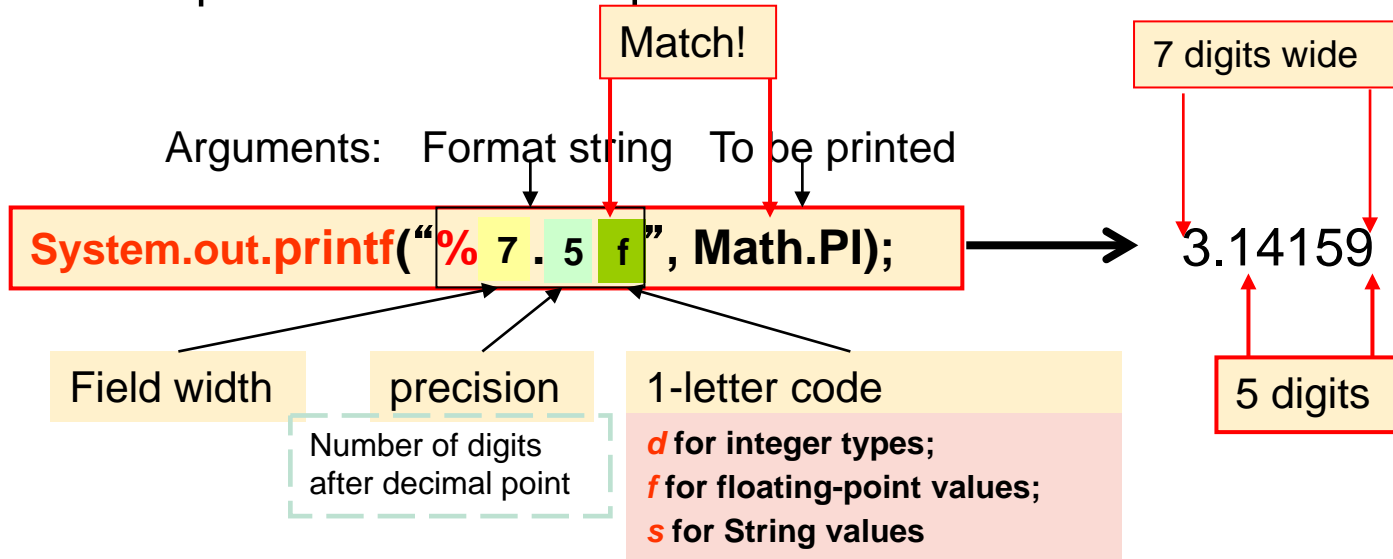 Match!
7 digits wide
Arguments: Format string To be printed
System.out.printf(“% 7 . 5 f”, Math.PI);
3.14159
Field width
precision
1-letter code
5 digits
Number of digits
after decimal point
d for integer types;
f for floating-point values;
s for String values